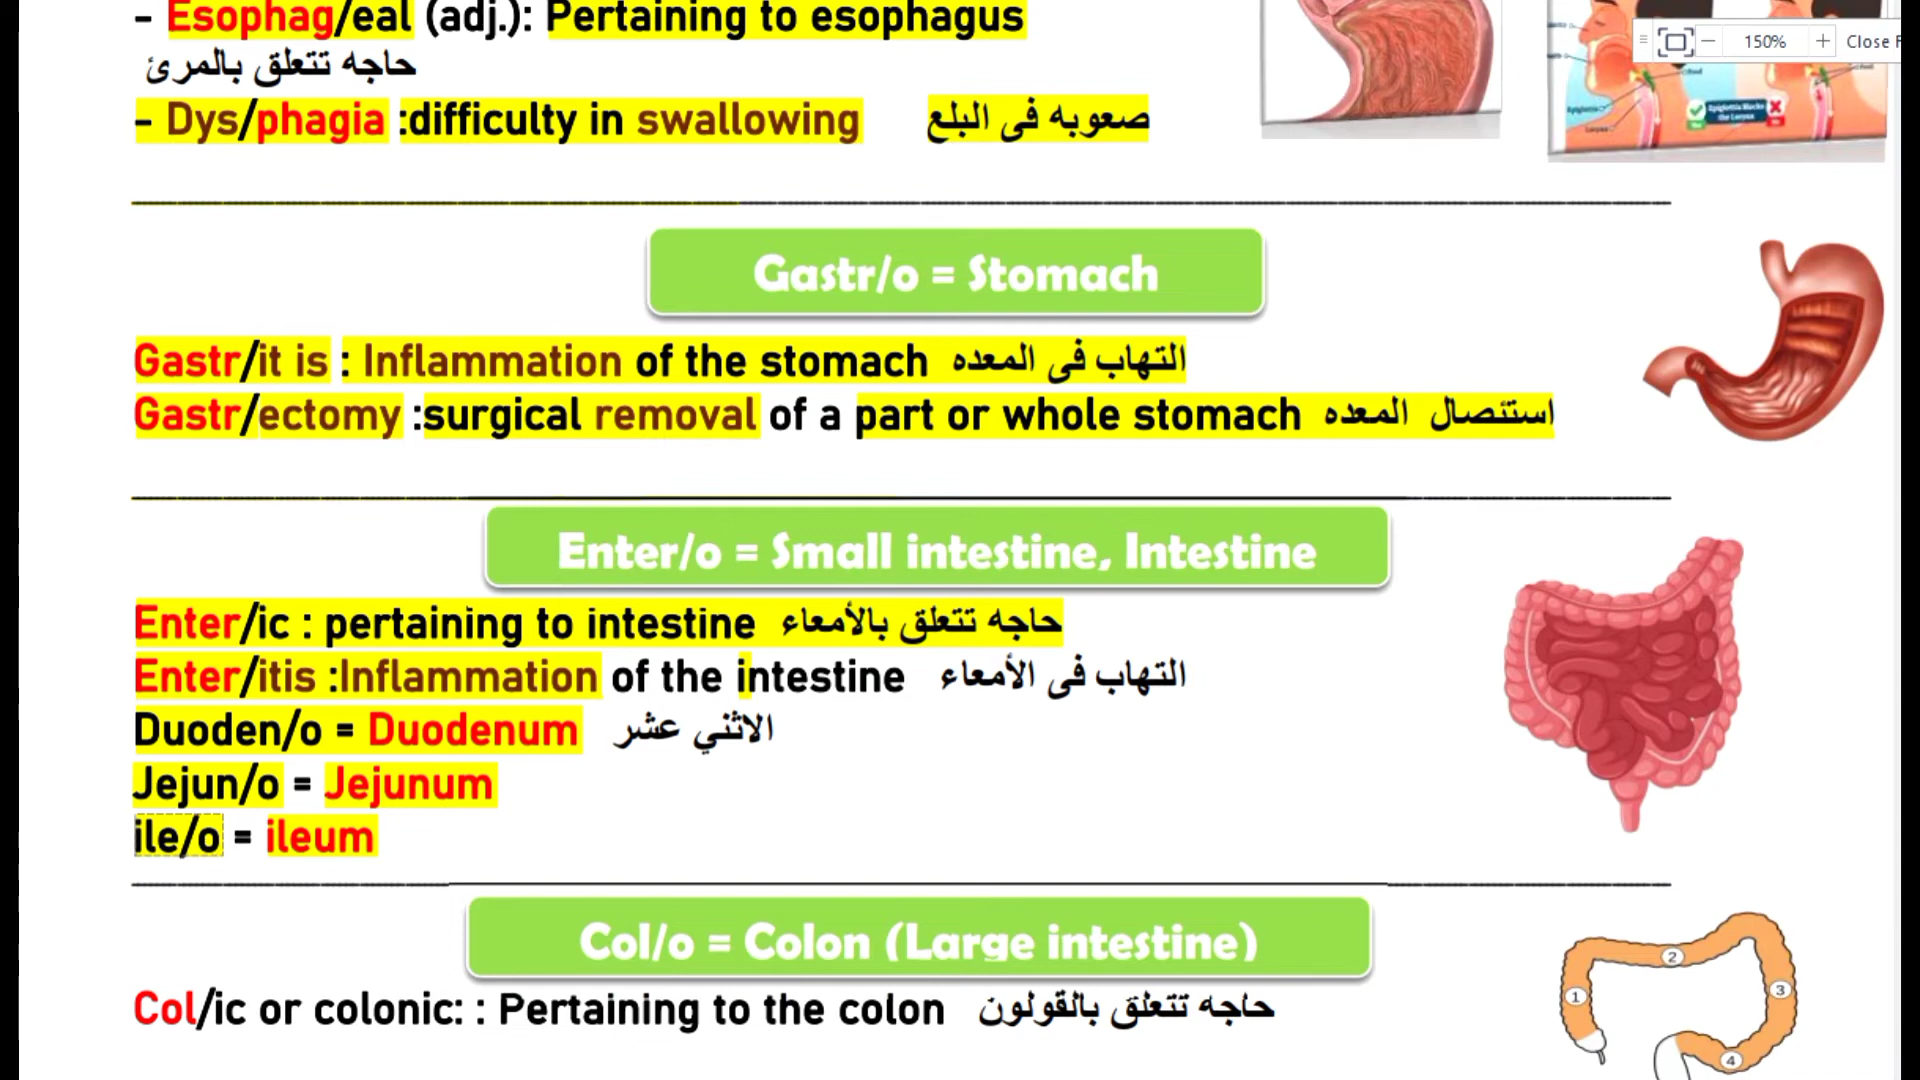 - Esophag/eal (adj.): Pertaining to esophagus
حاجه تتعلق بالمرئ
- Dys/phagia :difficulty in swallowing صعوبه فى البلع
150%
Close
Epiglottis Blocks
the Larynx
Gastr/o = Stomach
Gastr/it is : Inflammation of the stomach التهاب فى المعده
Gastr/ectomy :surgical removal of a part or whole stomach استئصال المعده
Enter/o = Small intestine, Intestine
Enter/ic : pertaining to intestine حاجه تتعلق بالأمعاء
Enter/itis :Inflammation of the intestine التهاب فى الأمعاء
Duoden/o = Duodenum الاثني عشر
Jejun/o = Jejunum
ile/o = ileum
Col/o = Colon (Large intestine)
Col/ic or colonic: : Pertaining to the colon حاجه تتعلق بالقولون
1
2
3
4